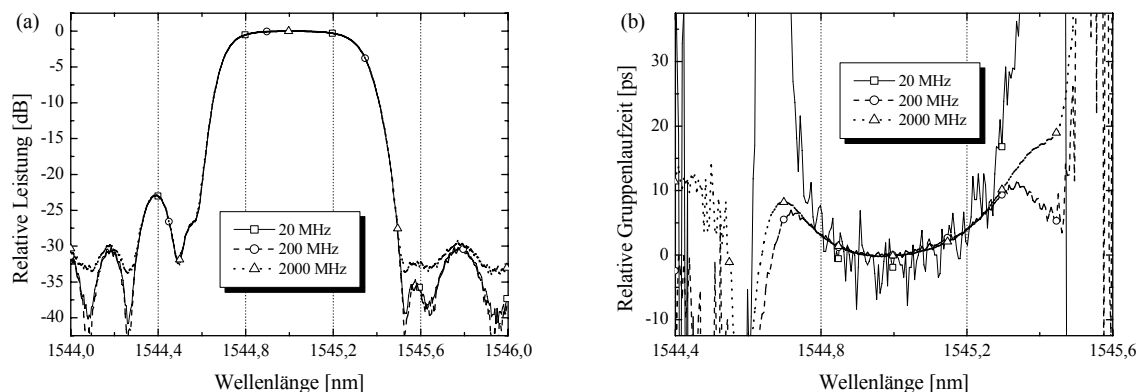 (a)
0
-5
-10
-15
-20
-25
-30
-35
-40
Relative Leistung [dB]
20 MHz
200 MHz
2000 MHz
1544,0 1544,4 1544,8 1545,2 1545,6 1546,0
Wellenlänge [nm]
(b)
30
20
10
0
-10
Relative Gruppenlaufzeit [ps]
20 MHz
200 MHz
2000 MHz
1544,4 1544,8 1545,2 1545,6
Wellenlänge [nm]